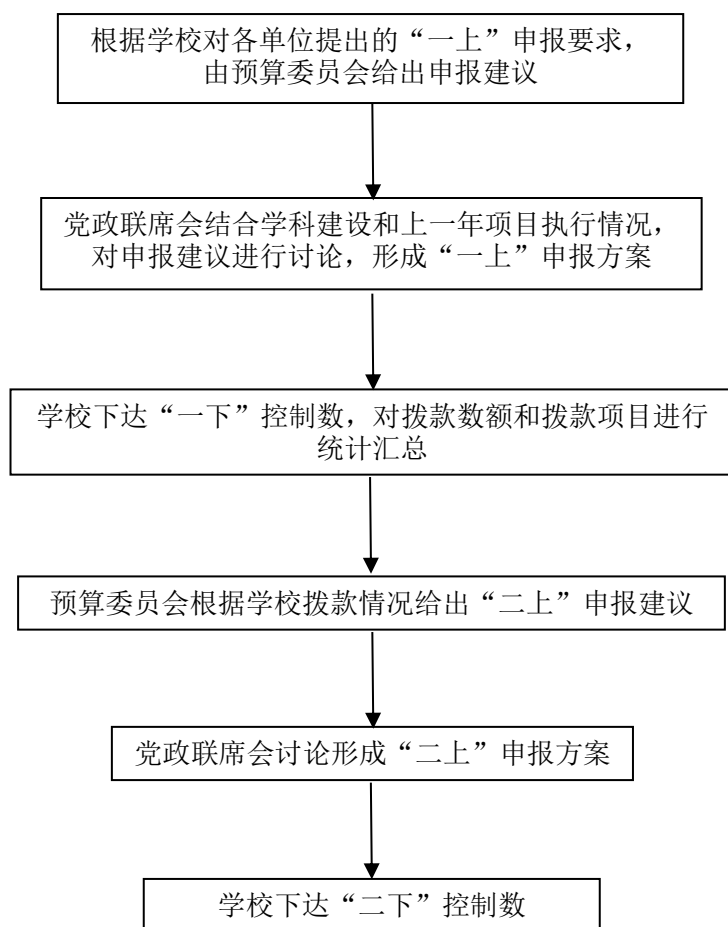 根据学校对各单位提出的“一上”申报要求，
由预算委员会给出申报建议
党政联席会结合学科建设和上一年项目执行情况，
对申报建议进行讨论，形成“一上”申报方案
学校下达“一下”控制数，对拨款数额和拨款项目进行
统计汇总
预算委员会根据学校拨款情况给出“二上”申报建议
党政联席会讨论形成“二上”申报方案
学校下达“二下”控制数